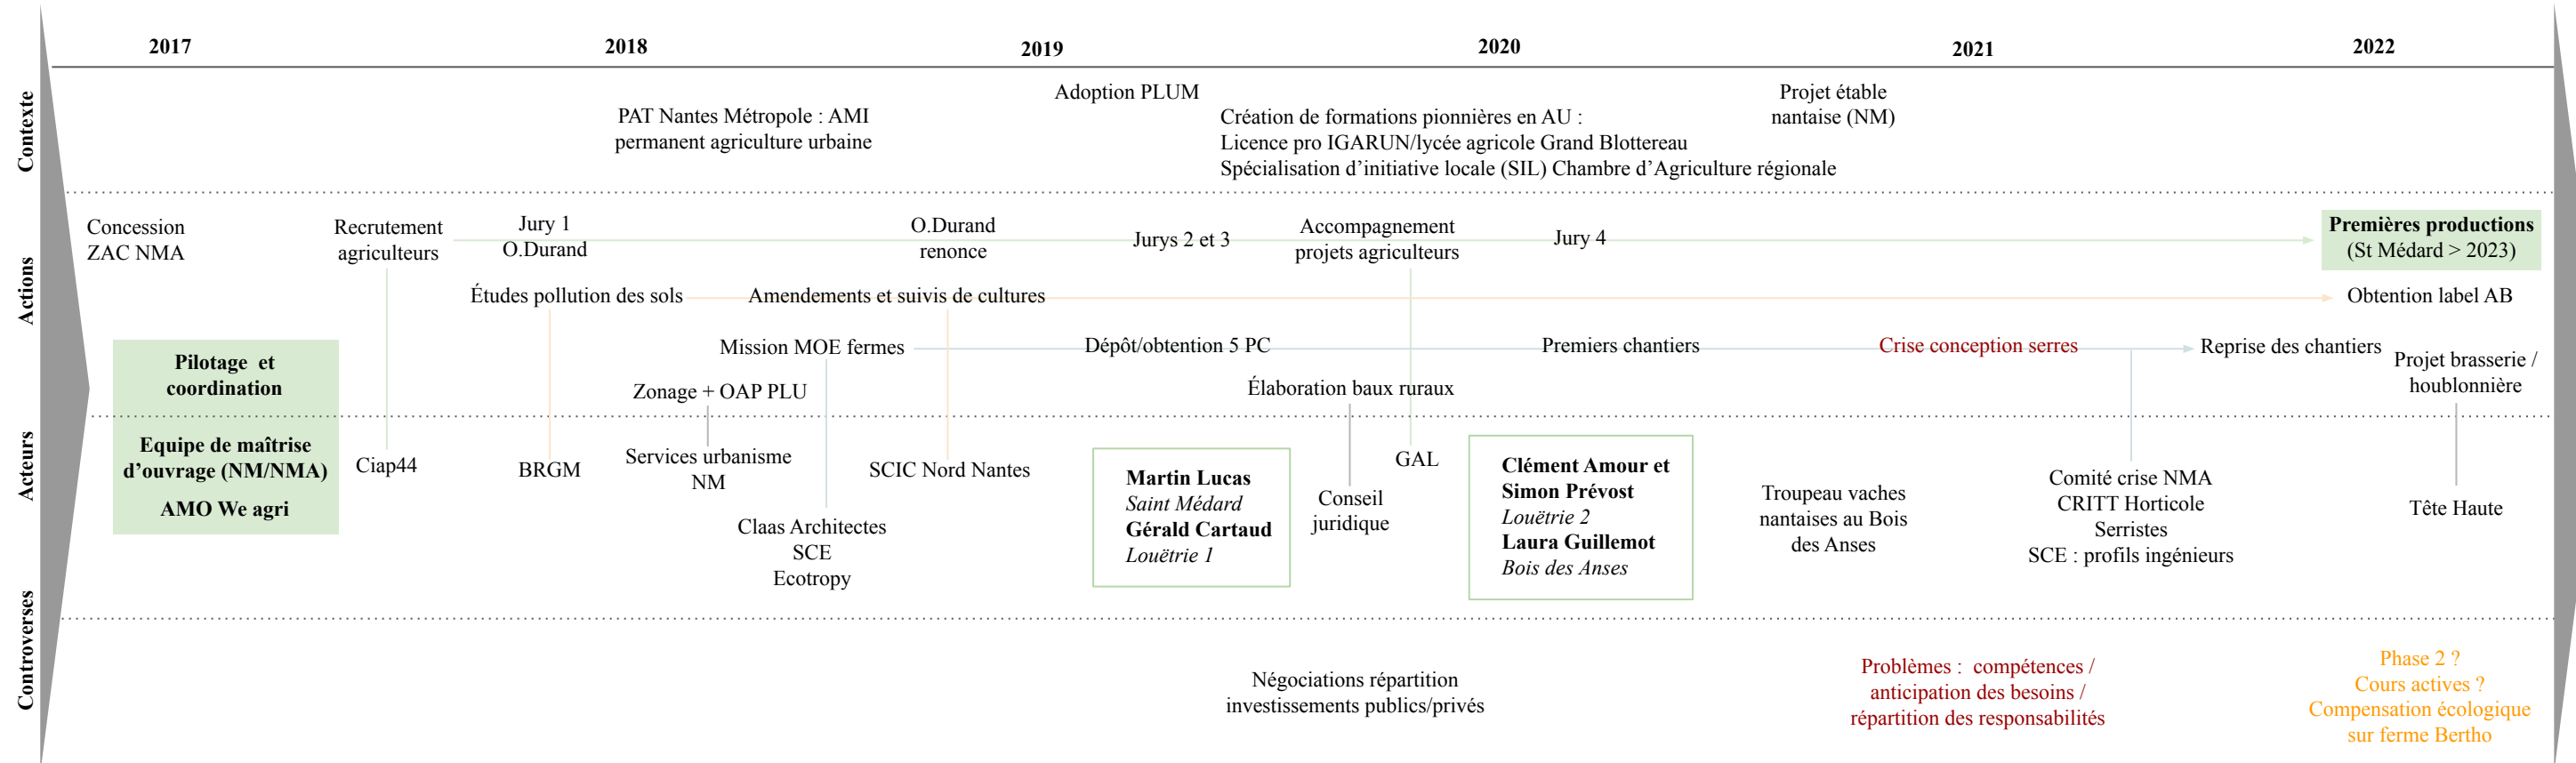 2017
2018
2019
2020
2021
2022
Contexte
PAT Nantes Métropole : AMI
permanent agriculture urbaine
Adoption PLUM
Création de formations pionnières en AU :
Licence pro IGARUN/lycée agricole Grand Blottereau
Spécialisation d’initiative locale (SIL) Chambre d’Agriculture régionale
Projet étable
nantaise (NM)
Actions
Concession
ZAC NMA
Recrutement
agriculteurs
Jury 1
O.Durand
O.Durand
renonce
Jurys 2 et 3
Accompagnement
projets agriculteurs
Jury 4
Premières productions
(St Médard > 2023)
Études pollution des sols
Amendements et suivis de cultures
Obtention label AB
Mission MOE fermes
Dépôt/obtention 5 PC
Premiers chantiers
Crise conception serres
Reprise des chantiers
Projet brasserie /
houblonnière
Pilotage et
coordination
Zonage + OAP PLU
Élaboration baux ruraux
Acteurs
Equipe de maîtrise
d’ouvrage (NM/NMA)
AMO We agri
Ciap44
BRGM
Services urbanisme
NM
Claas Architectes
SCE
Ecotropy
SCIC Nord Nantes
Martin Lucas
Saint Médard
Gérald Cartaud
Louëtrie 1
Conseil
juridique
GAL
Clément Amour et
Simon Prévost
Louëtrie 2
Laura Guillemot
Bois des Anses
Troupeau vaches
nantaises au Bois
des Anses
Comité crise NMA
CRITT Horticole
Serristes
SCE : profils ingénieurs
Tête Haute
Controverses
Négociations répartition
investissements publics/privés
Problèmes : compétences /
anticipation des besoins /
répartition des responsabilités
Phase 2 ?
Cours actives ?
Compensation écologique
sur ferme Bertho